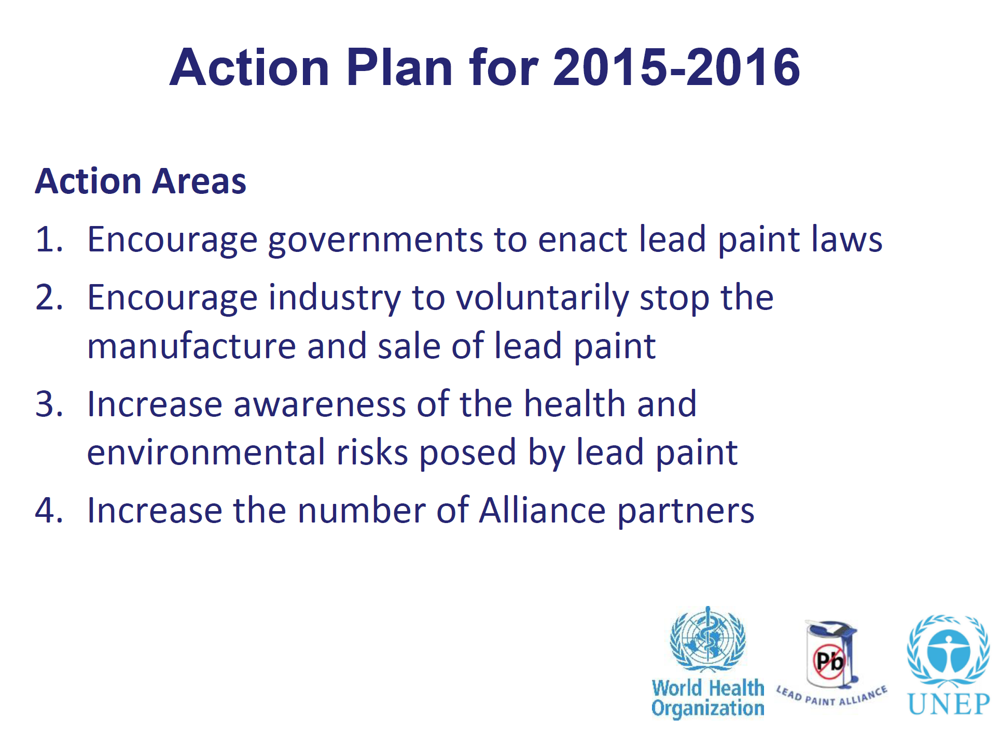 Action Plan for 2015-2016
Action Areas
1. Encourage governments to enact lead paint laws
2. Encourage industry to voluntarily stop the
manufacture and sale of lead paint
3. Increase awareness of the health and
environmental risks posed by lead paint
4. Increase the number of Alliance partners
World Health
Organization
Pb
LEAD PAINT ALLIANCE
UNEP